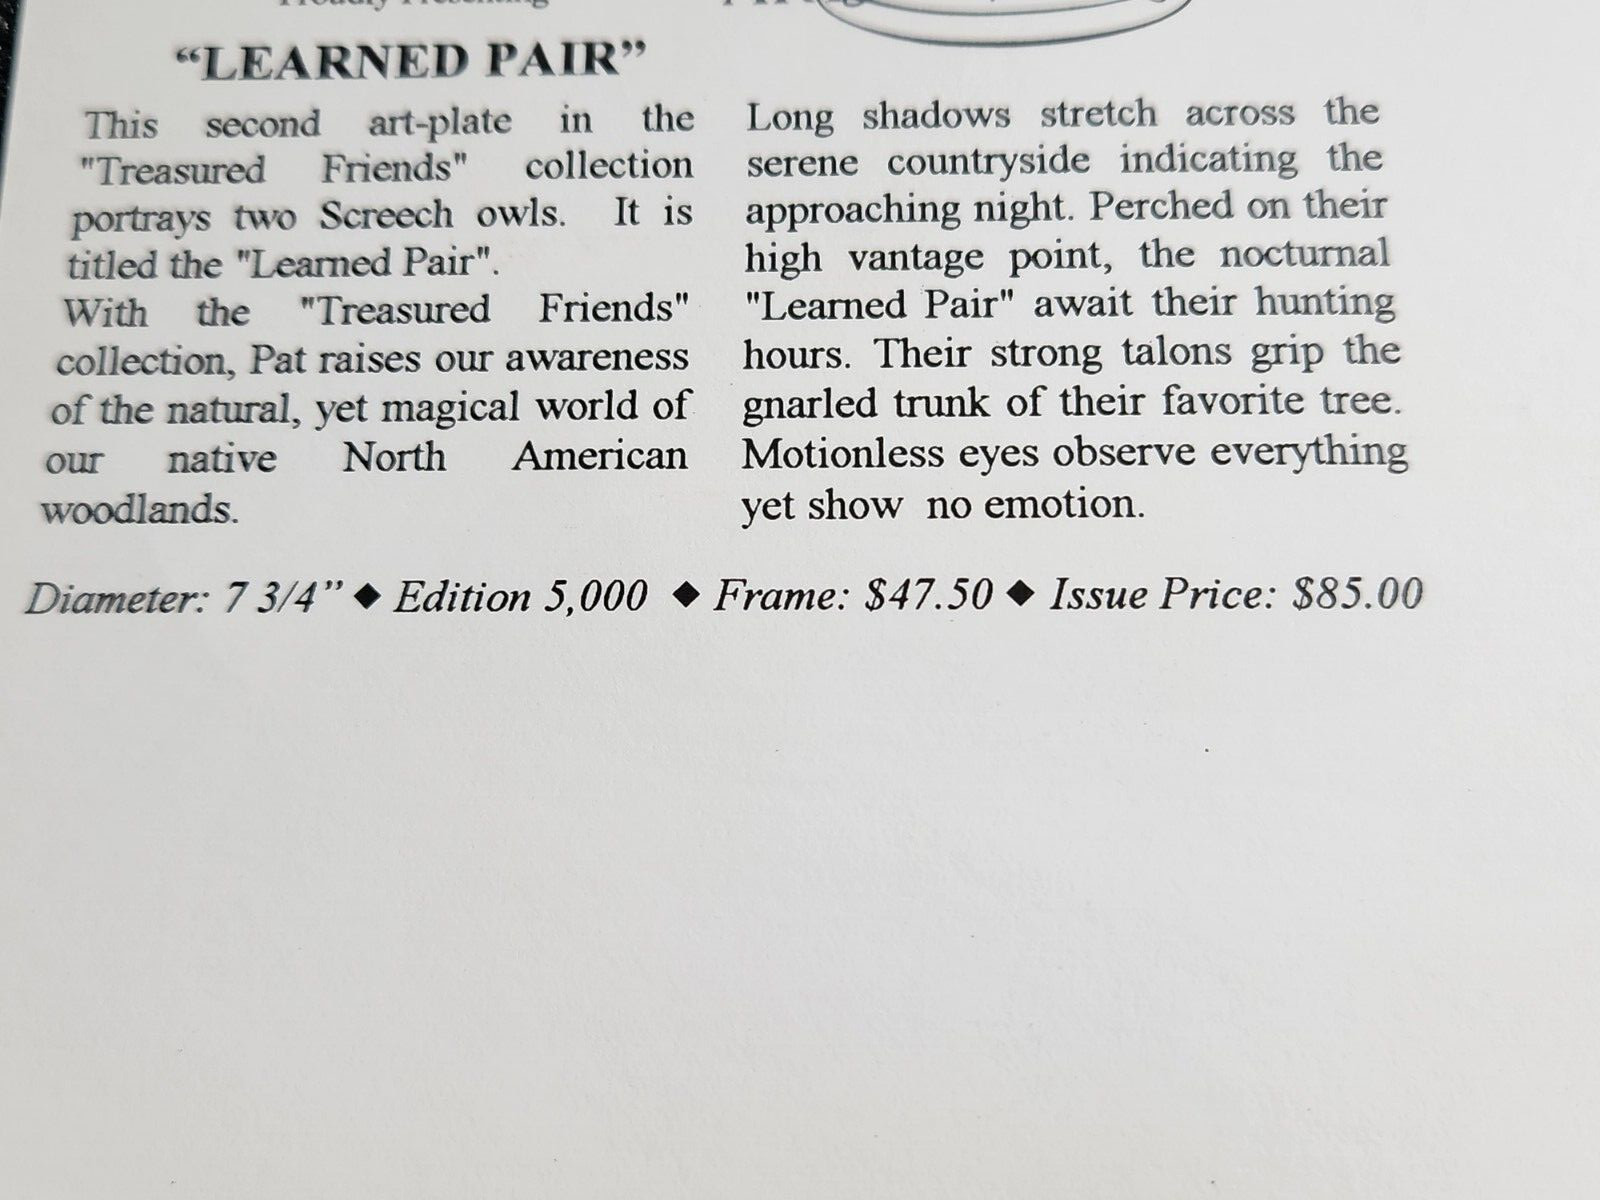 Proudly Presenting
“LEARNED PAIR”
This second art-plate in the
"Treasured Friends" collection
portrays two Screech owls. It is
titled the "Learned Pair".
With the "Treasured Friends"
collection, Pat raises our awareness
of the natural, yet magical world of
our native North American
woodlands.
Long shadows stretch across the
serene countryside indicating the
approaching night. Perched on their
high vantage point, the nocturnal
"Learned Pair" await their hunting
hours. Their strong talons grip the
gnarled trunk of their favorite tree.
Motionless eyes observe everything
yet show no emotion.
Diameter: 7 3/4” ◆ Edition 5,000 ◆ Frame: $47.50 ◆ Issue Price: $85.00